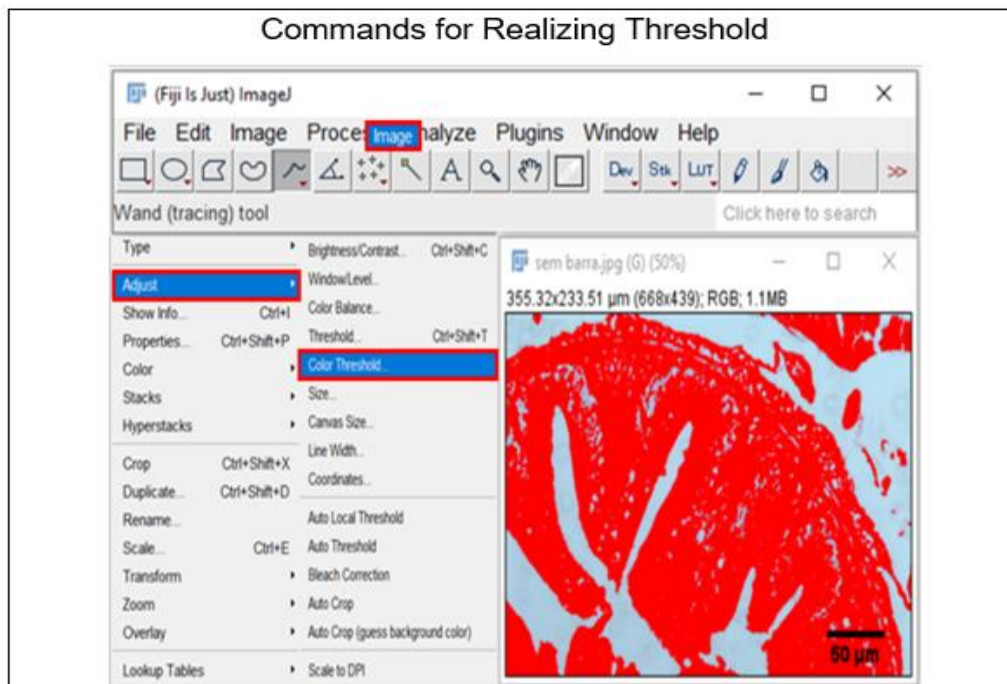 Commands for Realizing Threshold
(Fiji Is Just) ImageJ
File Edit Image Proce Image nalyze Plugins Window Help
Dev Stk LUT >>
Wand (tracing) tool
Click here to search
Type
Adjust
Show Info... Ctrl+I
Properties... Ctrl+Shift+P
Color
Stacks
Hyperstacks
Crop Ctrl+Shift+X
Duplicate... Ctrl+Shift+D
Rename...
Scale... Ctrl+E
Transform
Zoom
Overlay
Lookup Tables
Brightness/Contrast... Ctrl+Shift+C
Window/Level...
Color Balance...
Threshold... Ctrl+Shift+T
Color Threshold...
Size...
Canvas Size...
Line Width...
Coordinates...
Auto Local Threshold
Auto Threshold
Bleach Correction
Auto Crop
Auto Crop (guess background color)
Scale to DPI
sem barra.jpg (G) (50%)
355.32x233.51 µm (668x439); RGB; 1.1MB
50 µm